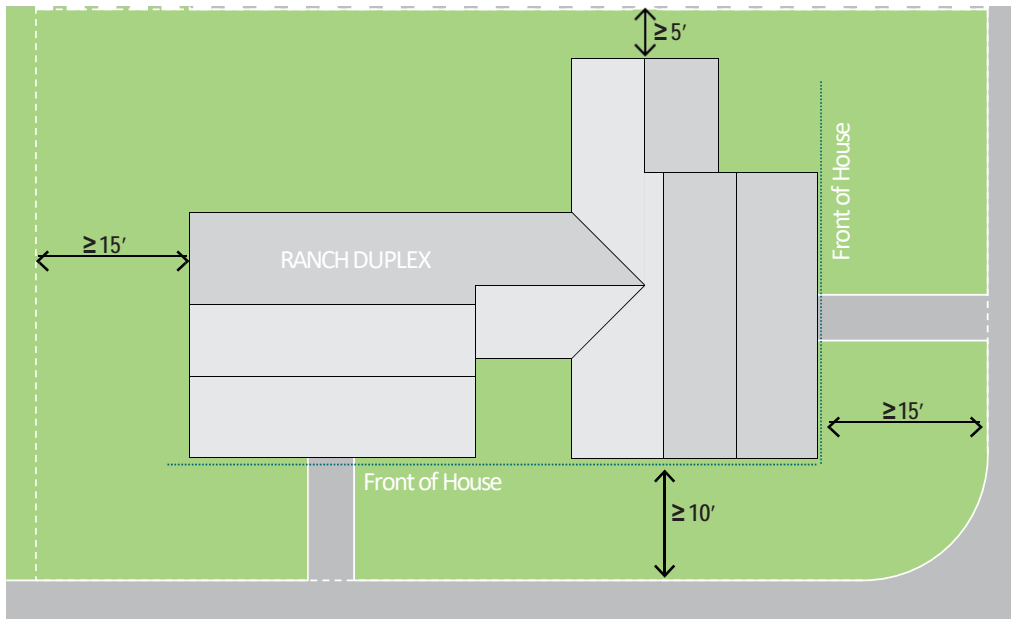 ≥ 5′
Front of House
≥ 15′
RANCH DUPLEX
≥ 15′
Front of House
≥ 10′